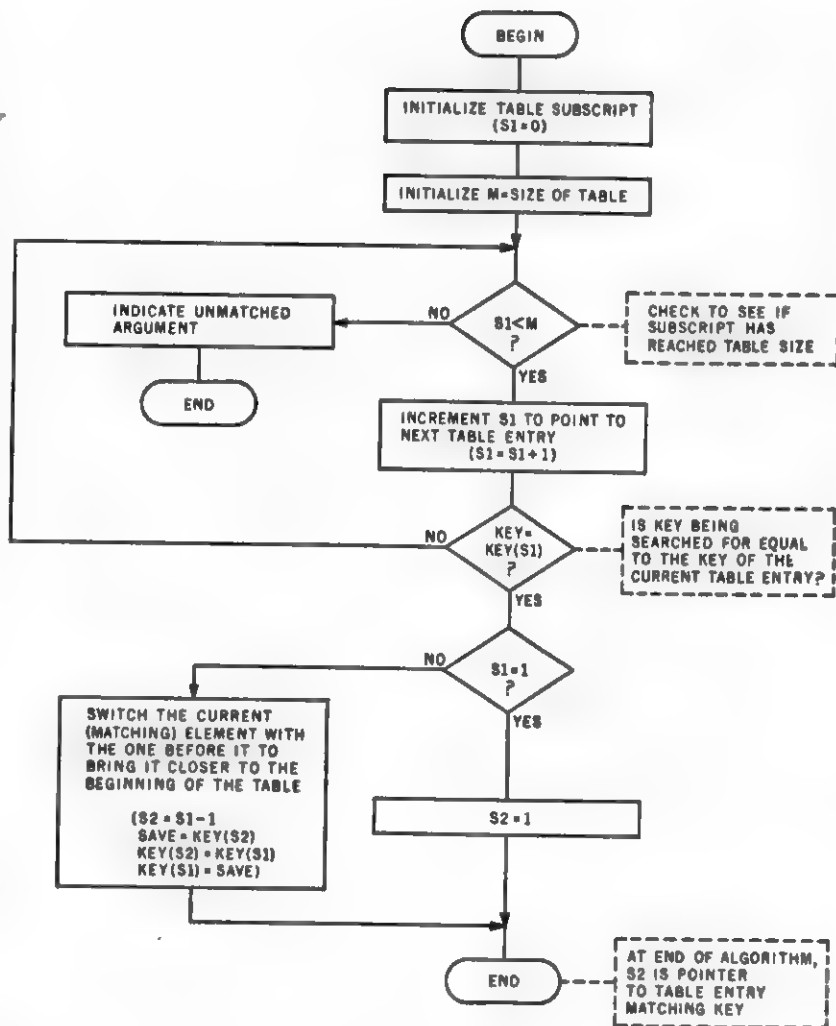 BEGIN
INITIALIZE TABLE SUBSCRIPT
(S1=0)
INITIALIZE M=SIZE OF TABLE
INDICATE UNMATCHED
ARGUMENT
NO
S1<M
?
CHECK TO SEE IF
SUBSCRIPT HAS
REACHED TABLE SIZE
YES
END
INCREMENT S1 TO POINT TO
NEXT TABLE ENTRY
(S1=S1+1)
NO
KEY=
KEY(S1)
?
IS KEY BEING
SEARCHED FOR EQUAL
TO THE KEY OF THE
CURRENT TABLE ENTRY?
YES
NO
S1=1
?
YES
SWITCH THE CURRENT
(MATCHING) ELEMENT WITH
THE ONE BEFORE IT TO
BRING IT CLOSER TO THE
BEGINNING OF THE TABLE
(S2=S1-1
SAVE=KEY(S2)
KEY(S2)=KEY(S1)
KEY(S1)=SAVE)
S2=1
END
AT END OF ALGORITHM,
S2 IS POINTER
TO TABLE ENTRY
MATCHING KEY